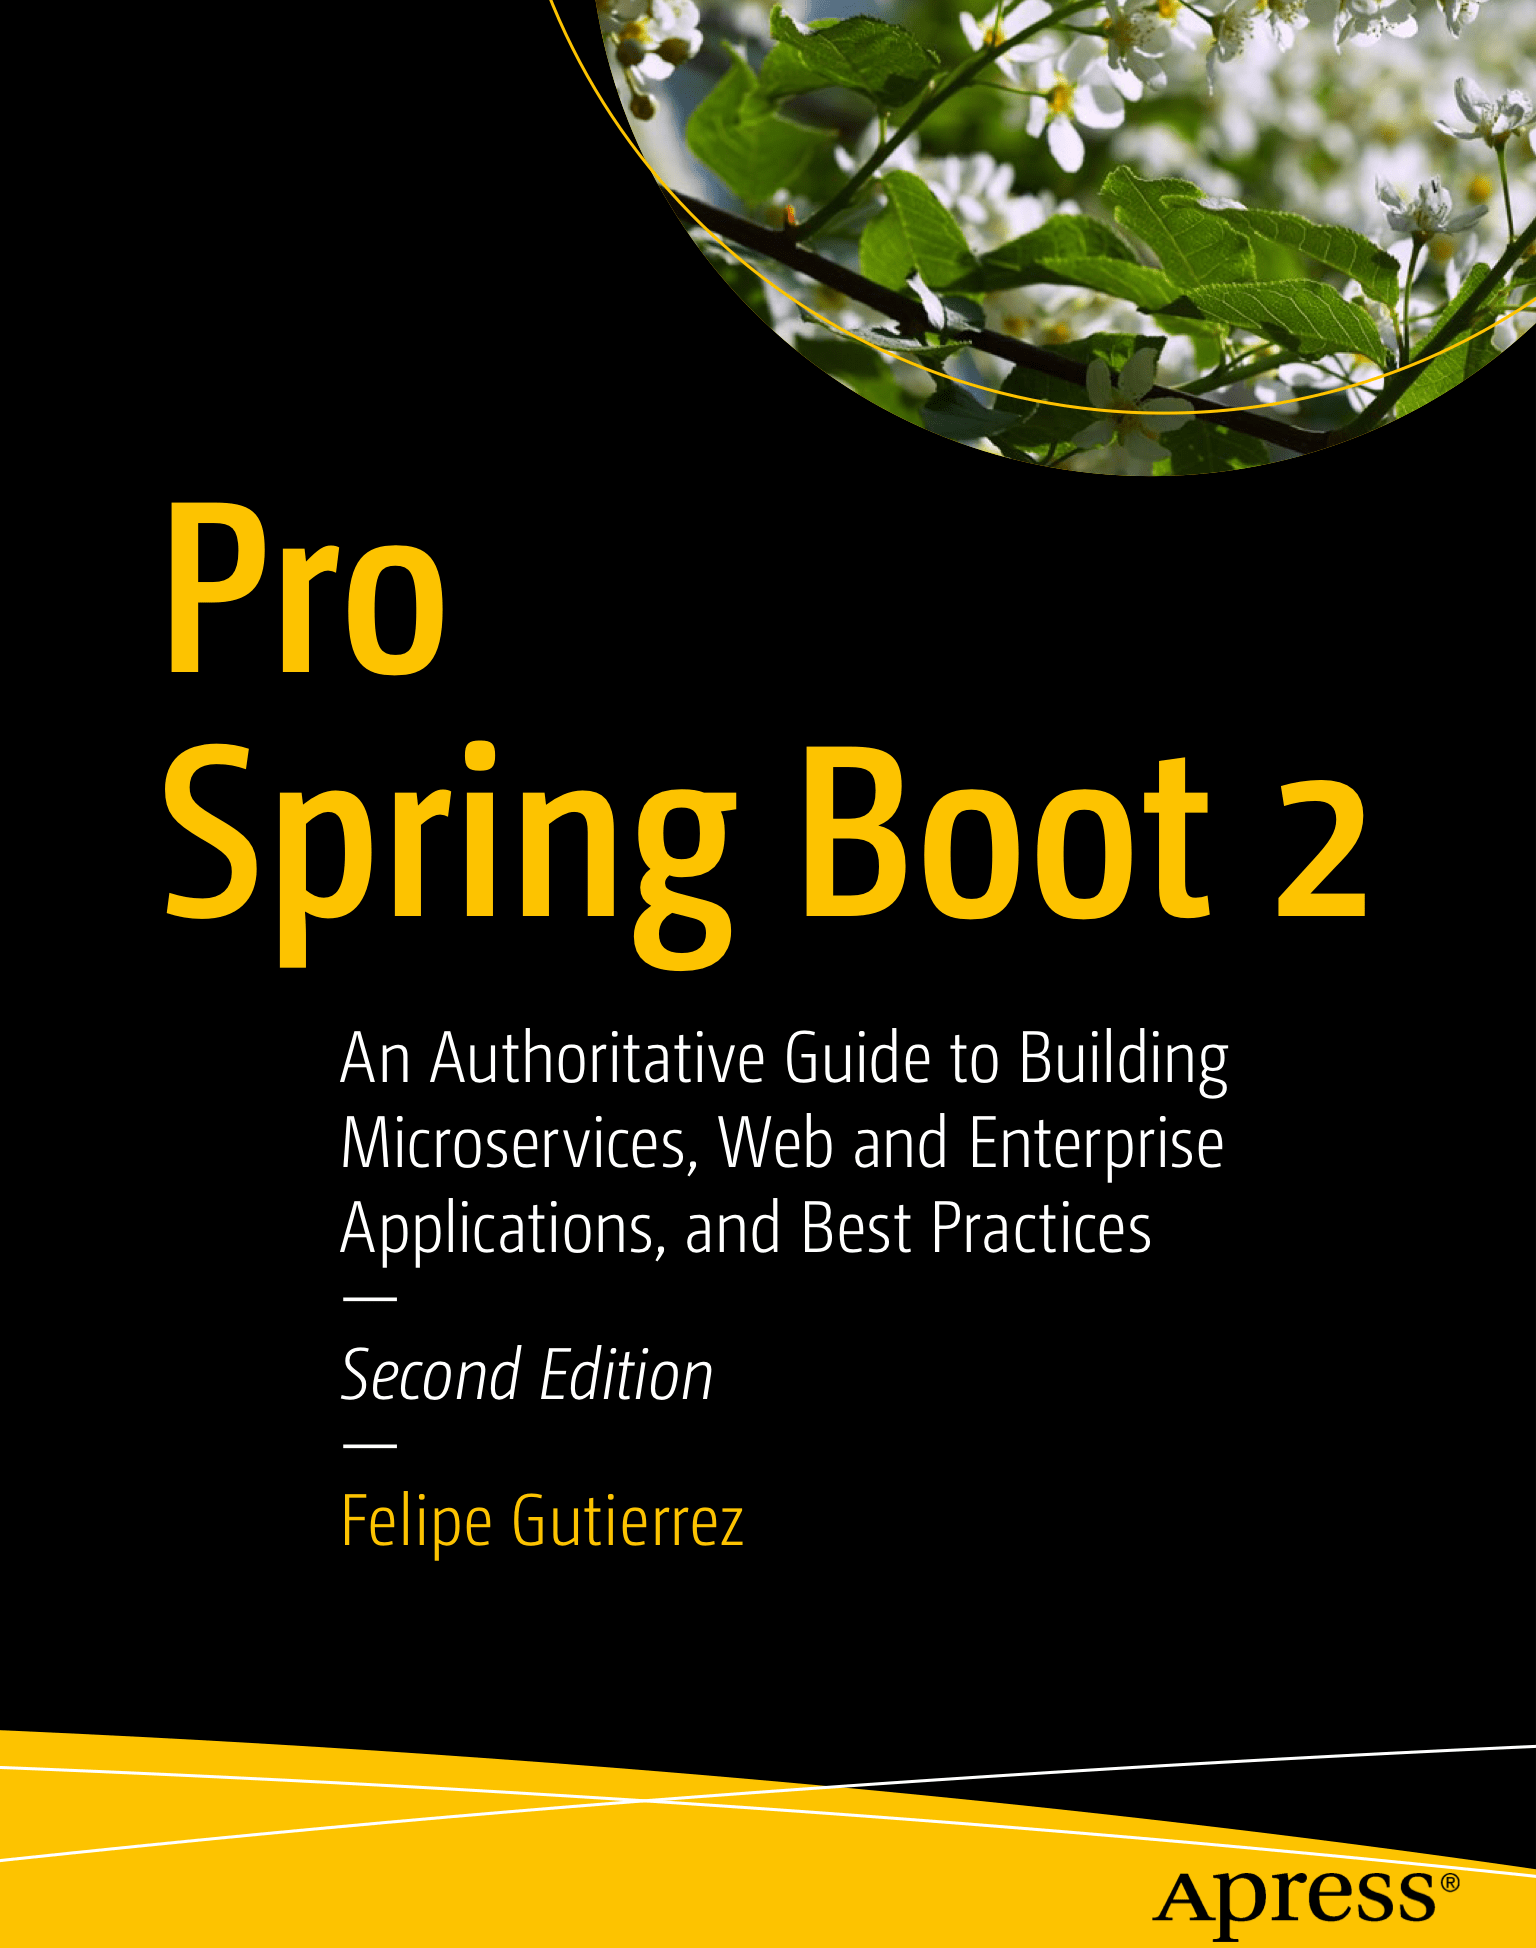 Pro
Spring Boot 2
An Authoritative Guide to Building
Microservices, Web and Enterprise
Applications, and Best Practices
—
Second Edition
—
Felipe Gutierrez
Apress®